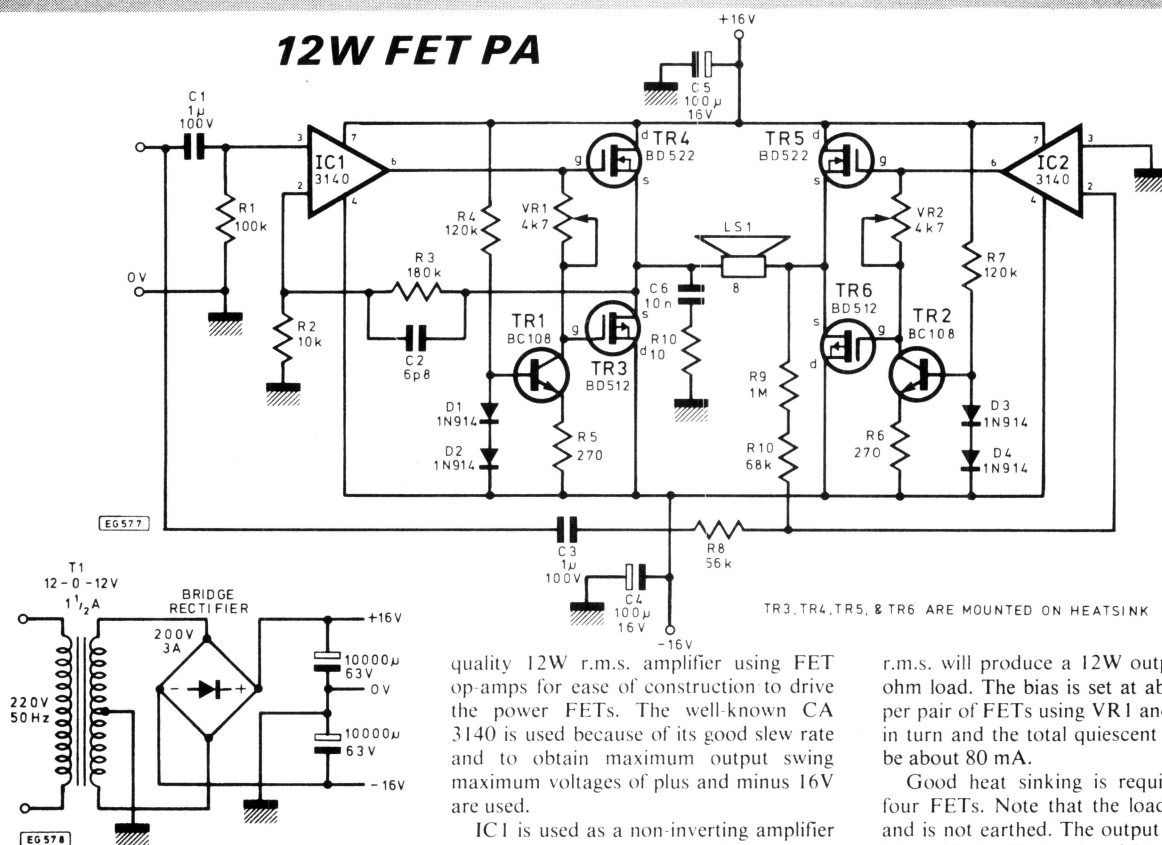 12W FET PA
+16V
C5
100µ
16V
C1
1µ
100V
3
7
IC1
3140
6
2
4
R1
100k
0V
R2
10k
R3
180k
C2
6p8
R4
120k
VR1
4k7
g
d
TR4
BD522
s
TR1
BC108
g
s
d
TR3
BD512
D1
1N914
D2
1N914
R5
270
C6
10n
R10
10
LS1
8
TR5
BD522
d
g
s
6
7
3
IC2
3140
2
4
VR2
4k7
R7
120k
TR6
BD512
s
g
d
TR2
BC108
R9
1M
R10
68k
R6
270
D3
1N914
D4
1N914
EG577
C3
1µ
100V
R8
56k
C4
100µ
16V
-16V
TR3,TR4,TR5, & TR6 ARE MOUNTED ON HEATSINK
T1
12-0-12V
1½A
220V
50Hz
BRIDGE
RECTIFIER
200V
3A
- +
+16V
10000µ
63V
0V
10000µ
63V
-16V
EG578
quality 12W r.m.s. amplifier using FET
op-amps for ease of construction to drive
the power FETs. The well-known CA
3140 is used because of its good slew rate
and to obtain maximum output swing
maximum voltages of plus and minus 16V
are used.
IC1 is used as a non-inverting amplifier
r.m.s. will produce a 12W outp
ohm load. The bias is set at ab
per pair of FETs using VR1 and
in turn and the total quiescent
be about 80 mA.
Good heat sinking is requi
four FETs. Note that the load
and is not earthed. The output